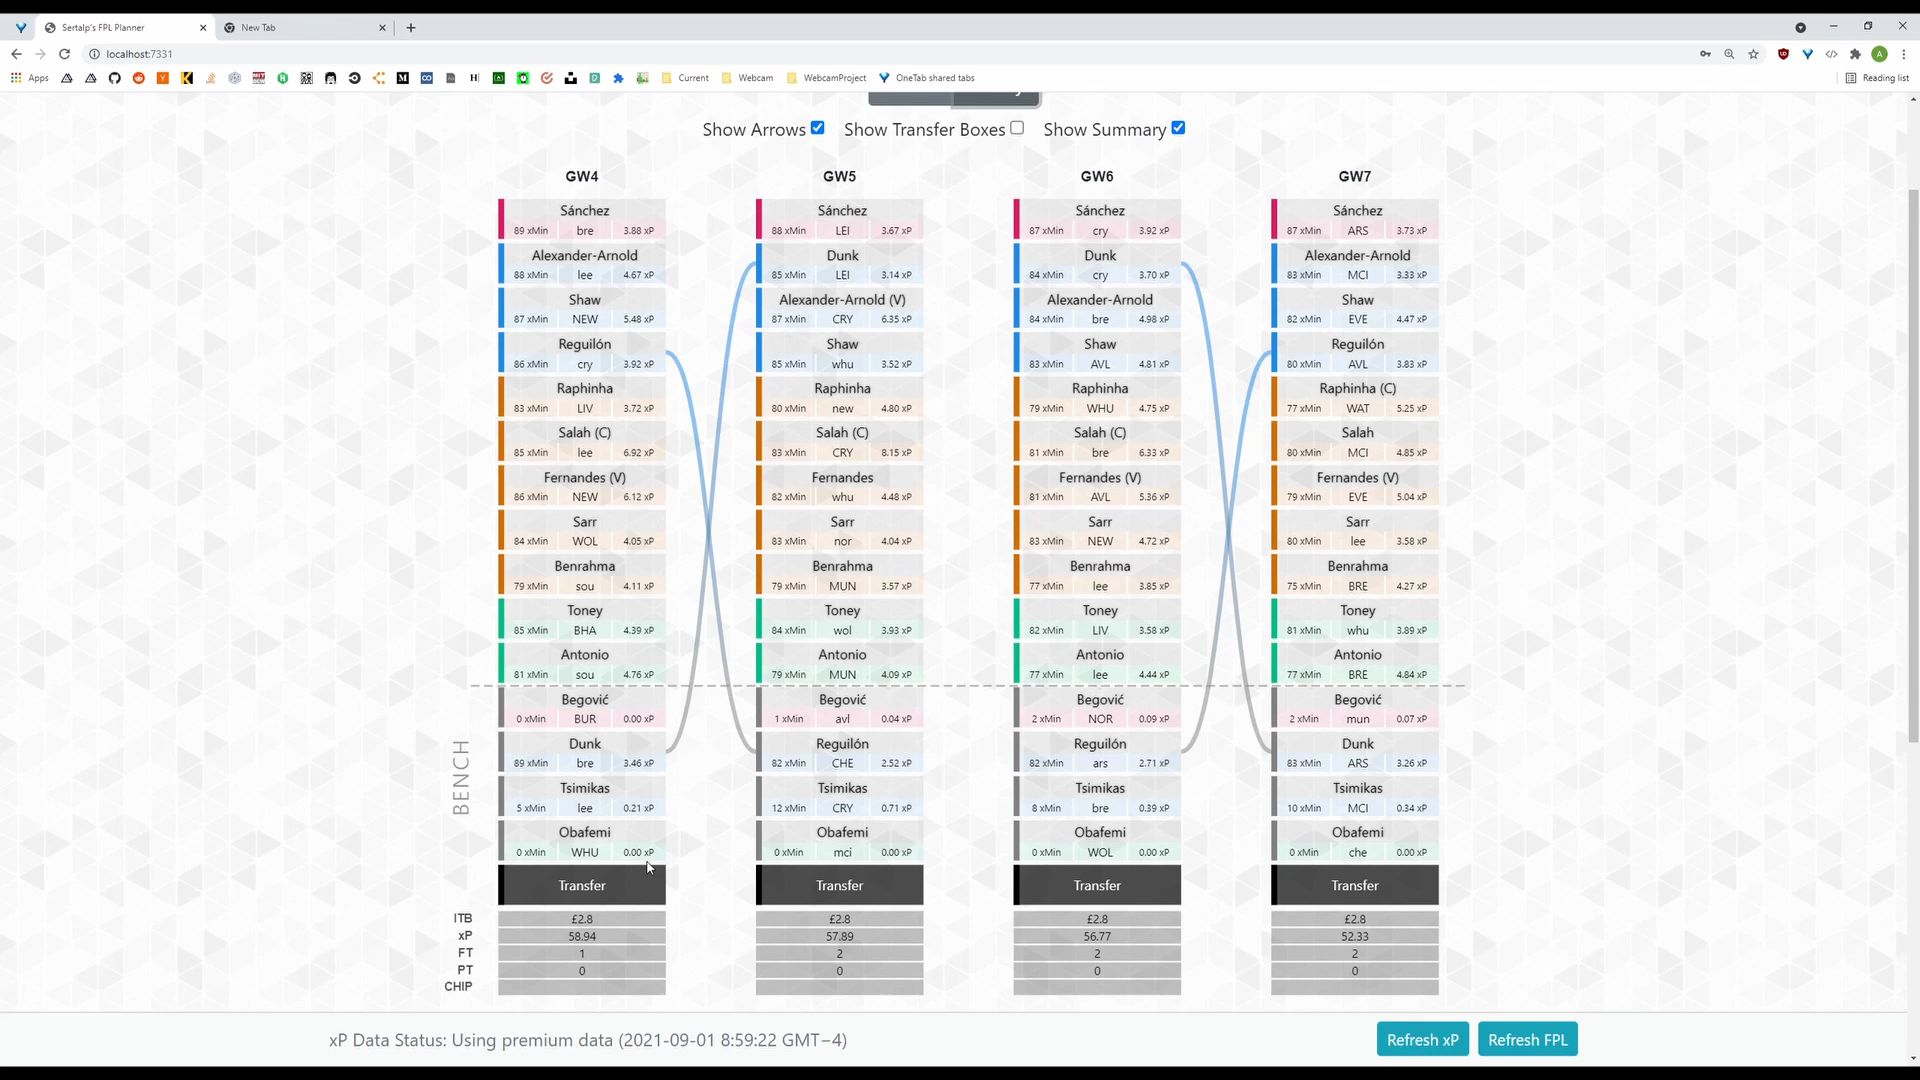 Sertalp's FPL Planner
New Tab
localhost:7331
Apps
Current
Webcam
WebcamProject
OneTab shared tabs
Reading list
Show Arrows Show Transfer Boxes Show Summary
GW4 GW5 GW6 GW7
Sánchez Sánchez Sánchez Sánchez
89 xMin bre 3.88 xP 88 xMin LEI 3.67 xP 87 xMin cry 3.92 xP 87 xMin ARS 3.73 xP
Alexander-Arnold Dunk Dunk Alexander-Arnold
88 xMin lee 4.67 xP 85 xMin LEI 3.14 xP 84 xMin cry 3.70 xP 83 xMin MCI 3.33 xP
Shaw Alexander-Arnold (V) Alexander-Arnold Shaw
87 xMin NEW 5.48 xP 87 xMin CRY 6.35 xP 84 xMin bre 4.98 xP 82 xMin EVE 4.47 xP
Reguilón Shaw Shaw Reguilón
86 xMin cry 3.92 xP 85 xMin whu 3.52 xP 83 xMin AVL 4.81 xP 80 xMin AVL 3.83 xP
Raphinha Raphinha Raphinha Raphinha (C)
83 xMin LIV 3.72 xP 80 xMin new 4.80 xP 79 xMin WHU 4.75 xP 77 xMin WAT 5.25 xP
Salah (C) Salah (C) Salah (C) Salah
85 xMin lee 6.92 xP 83 xMin CRY 8.15 xP 81 xMin bre 6.33 xP 80 xMin MCI 4.85 xP
Fernandes (V) Fernandes Fernandes (V) Fernandes (V)
86 xMin NEW 6.12 xP 82 xMin whu 4.48 xP 81 xMin AVL 5.36 xP 79 xMin EVE 5.04 xP
Sarr Sarr Sarr Sarr
84 xMin WOL 4.05 xP 83 xMin nor 4.04 xP 83 xMin NEW 4.72 xP 80 xMin lee 3.58 xP
Benrahma Benrahma Benrahma Benrahma
79 xMin sou 4.11 xP 79 xMin MUN 3.57 xP 77 xMin lee 3.85 xP 75 xMin BRE 4.27 xP
Toney Toney Toney Toney
85 xMin BHA 4.39 xP 84 xMin wol 3.93 xP 82 xMin LIV 3.58 xP 81 xMin whu 3.89 xP
Antonio Antonio Antonio Antonio
81 xMin sou 4.76 xP 79 xMin MUN 4.09 xP 77 xMin lee 4.44 xP 77 xMin BRE 4.84 xP
BENCH
Begović Begović Begović Begović
0 xMin BUR 0.00 xP 1 xMin avl 0.04 xP 2 xMin NOR 0.09 xP 2 xMin mun 0.07 xP
Dunk Reguilón Reguilón Dunk
89 xMin bre 3.46 xP 82 xMin CHE 2.52 xP 82 xMin ars 2.71 xP 83 xMin ARS 3.26 xP
Tsimikas Tsimikas Tsimikas Tsimikas
5 xMin lee 0.21 xP 12 xMin CRY 0.71 xP 8 xMin bre 0.39 xP 10 xMin MCI 0.34 xP
Obafemi Obafemi Obafemi Obafemi
0 xMin WHU 0.00 xP 0 xMin mci 0.00 xP 0 xMin WOL 0.00 xP 0 xMin che 0.00 xP
Transfer Transfer Transfer Transfer
ITB £2.8 £2.8 £2.8 £2.8
xP 58.94 57.89 56.77 52.33
FT 1 2 2 2
PT 0 0 0 0
CHIP
xP Data Status: Using premium data (2021-09-01 8:59:22 GMT−4)
Refresh xP Refresh FPL